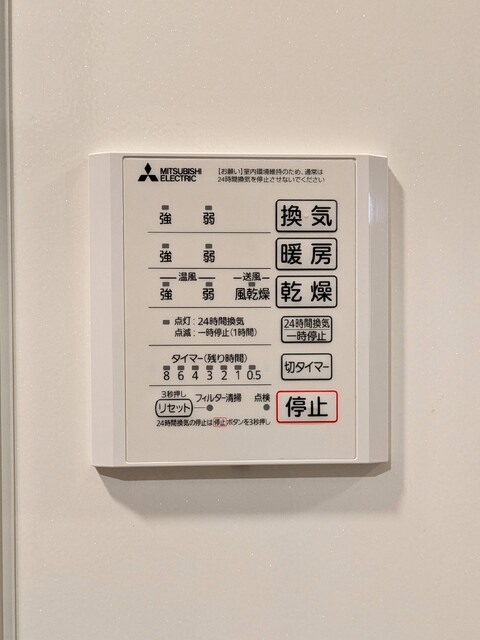 MITSUBISHI
ELECTRIC
[お願い]室内環境維持のため、通常は
24時間換気を停止させないでください
強 弱 換気
強 弱 暖房
温風 送風
強 弱 風乾燥 乾燥
点灯:24時間換気
点滅:一時停止(1時間)
24時間換気
一時停止
タイマー(残り時間)
8 6 4 3 2 1 0.5
切タイマー
3秒押し
リセット フィルター清掃 点検
停止
24時間換気の停止は停止ボタンを3秒押し